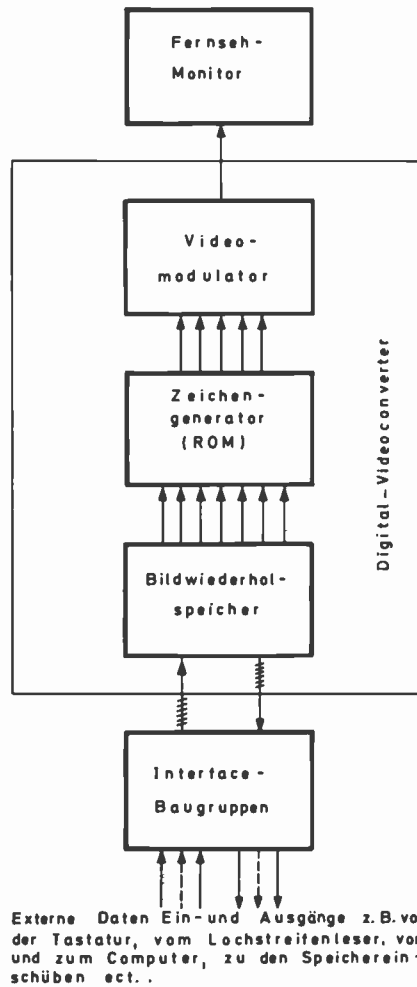 Fernseh-
Monitor
Video-
modulator
Zeichen-
generator
(ROM)
Digital-Videoconverter
Bildwiederhol-
speicher
Interface-
Baugruppen
Externe Daten Ein-und Ausgänge z.B.vo
der Tastatur, vom Lochstreifenleser, vor
und zum Computer, zu den Speicherein-
schüben ect..